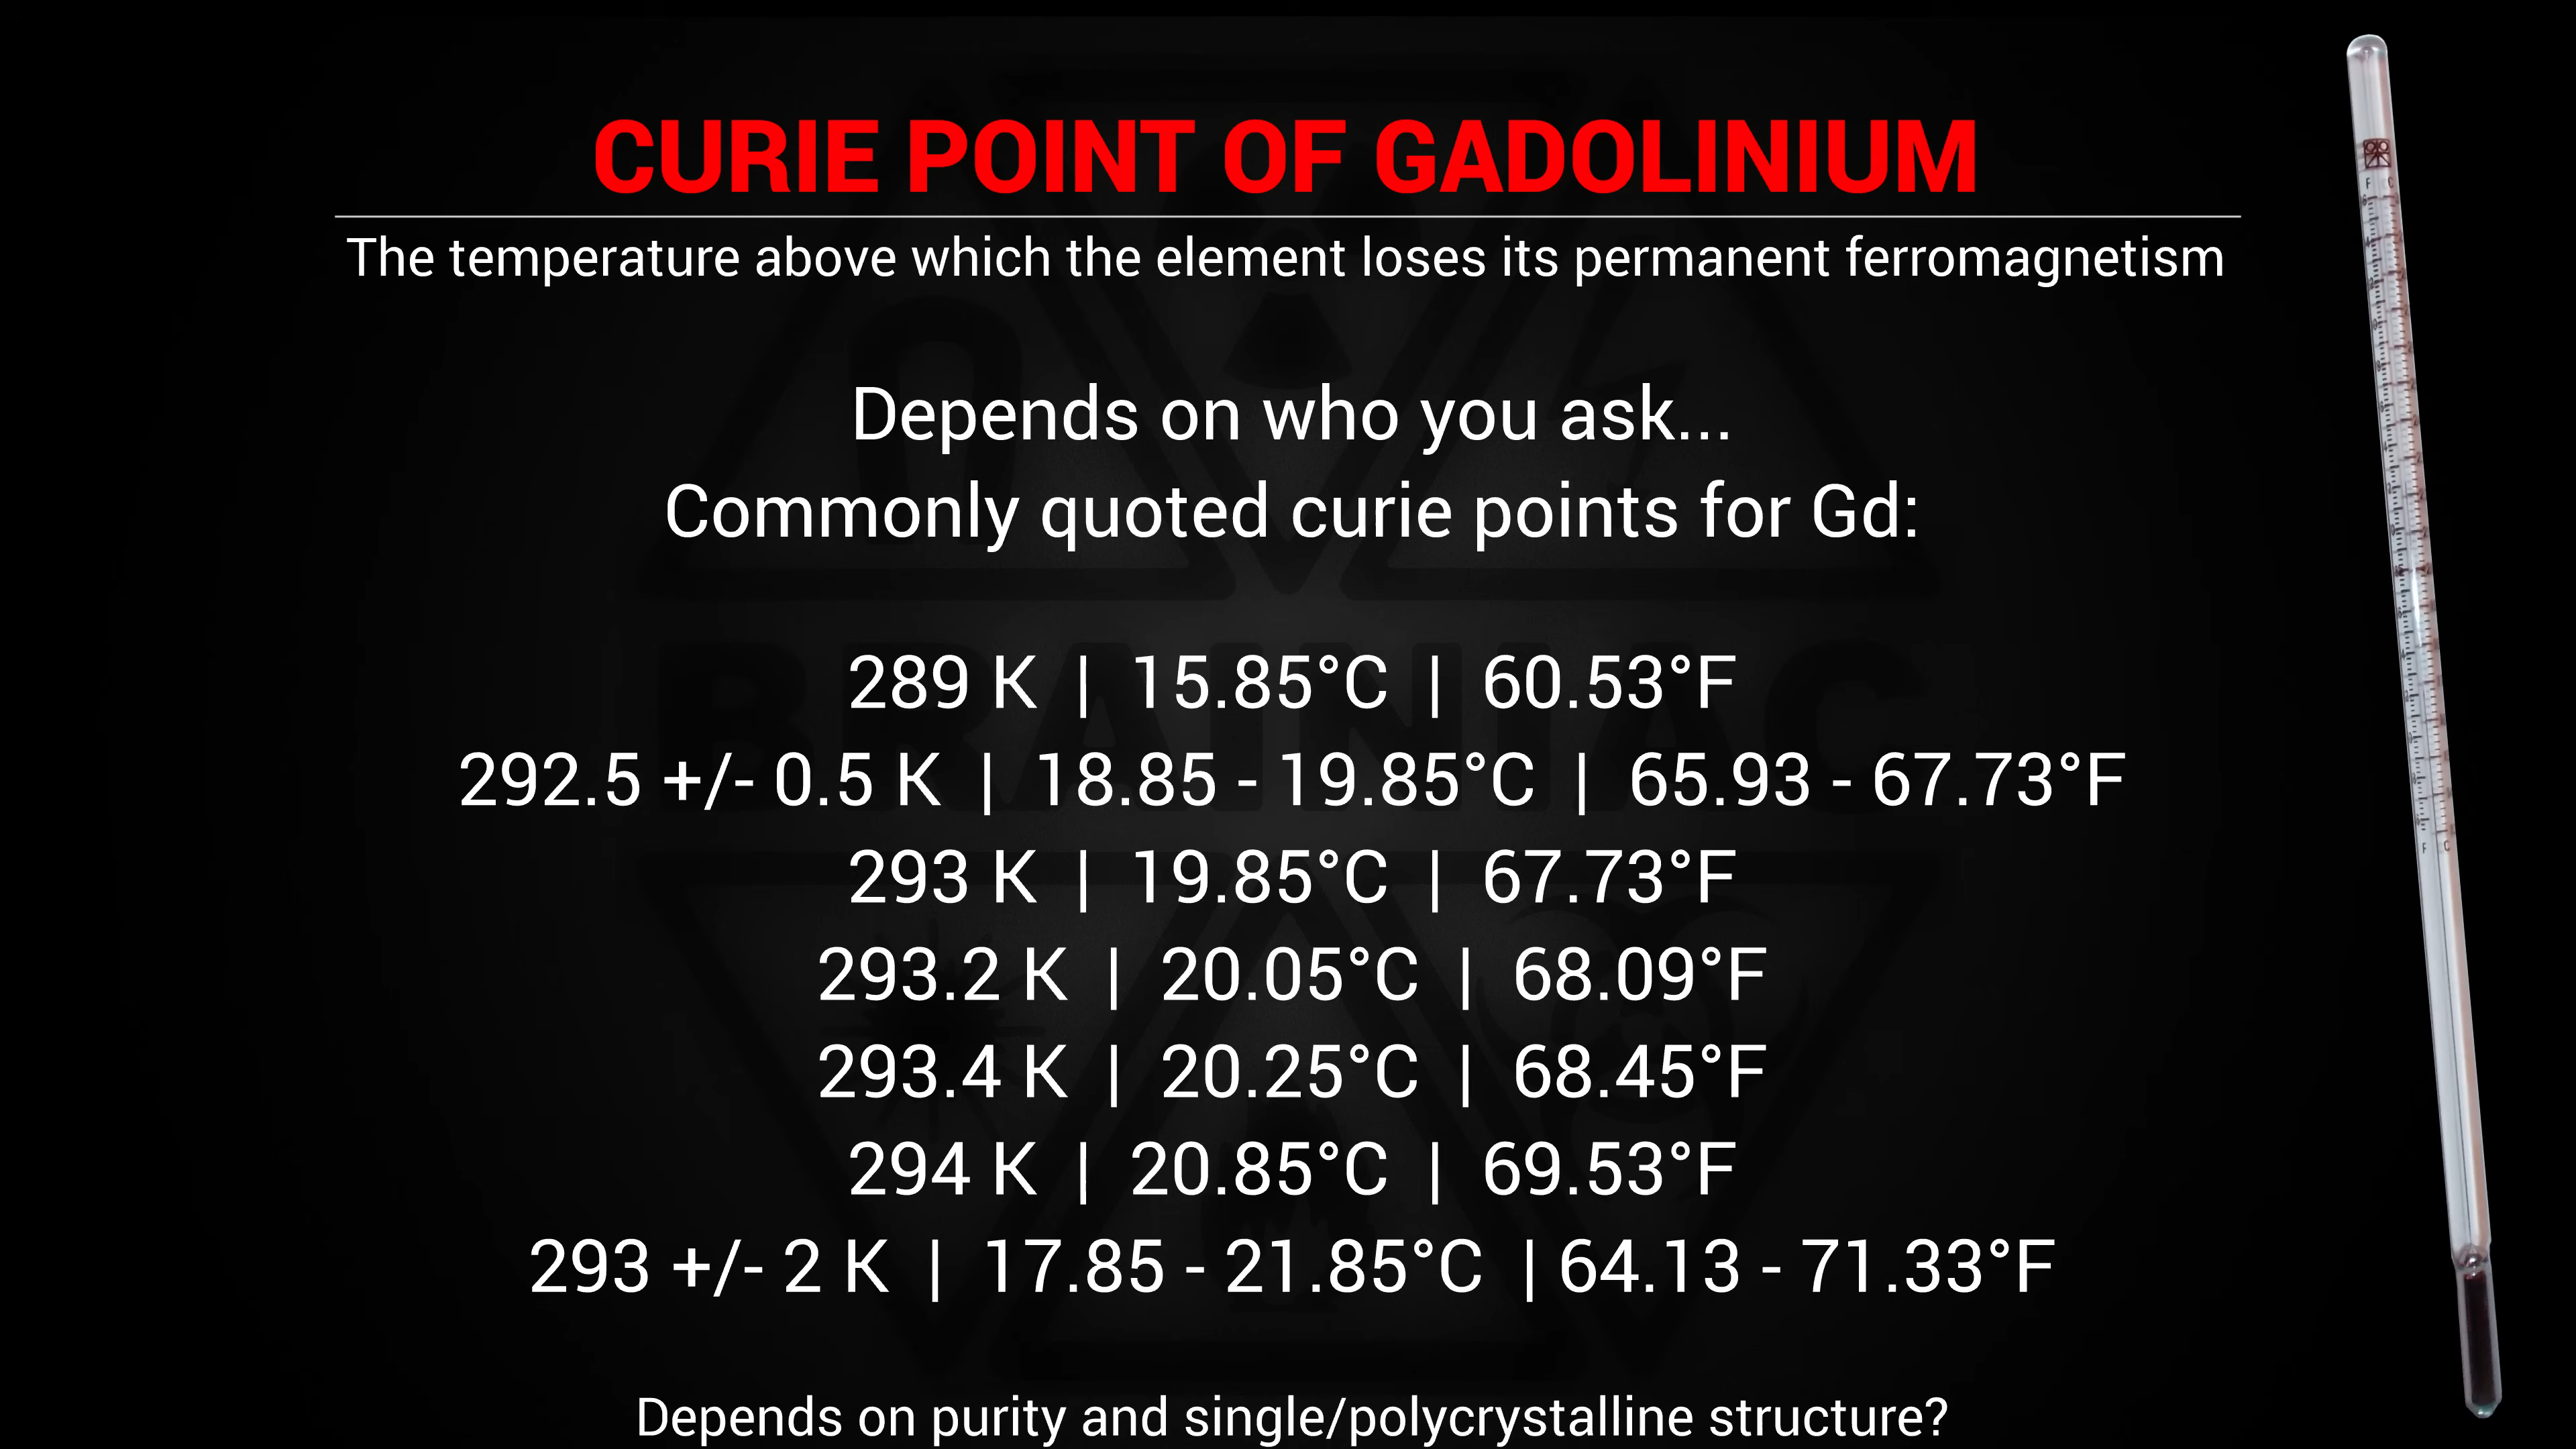 CURIE POINT OF GADOLINIUM
The temperature above which the element loses its permanent ferromagnetism
Depends on who you ask...
Commonly quoted curie points for Gd:
289 K | 15.85°C | 60.53°F
292.5 +/- 0.5 K | 18.85 - 19.85°C | 65.93 - 67.73°F
293 K | 19.85°C | 67.73°F
293.2 K | 20.05°C | 68.09°F
293.4 K | 20.25°C | 68.45°F
294 K | 20.85°C | 69.53°F
293 +/- 2 K | 17.85 - 21.85°C | 64.13 - 71.33°F
Depends on purity and single/polycrystalline structure?
BRAINIAC
F C
F C